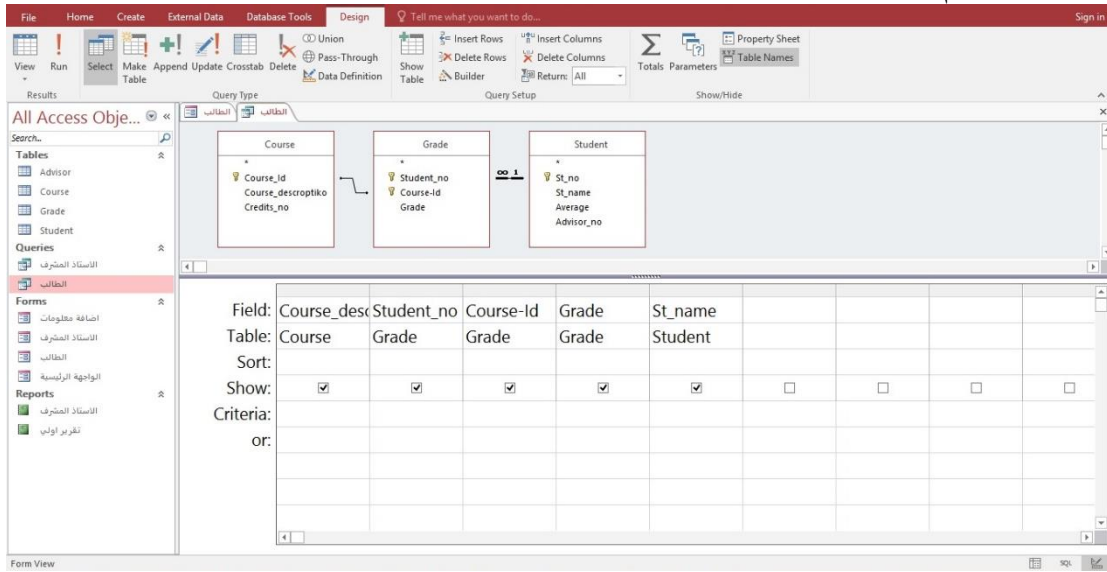 File Home Create External Data Database Tools Design Tell me what you want to do... Sign in
View Run Select Make Table Append Update Crosstab Delete
Union
Pass-Through
Data Definition
Show Table
Insert Rows
Delete Rows
Builder
Insert Columns
Delete Columns
Return: All
Totals Parameters
Property Sheet
Table Names
Results Query Type Query Setup Show/Hide
All Access Obje...
الطالب الطالب
Search...
Tables
Advisor
Course
Grade
Student
Queries
الاستاذ المشرف
الطالب
Forms
اضافة معلومات
الاستاذ المشرف
الطالب
الواجهة الرئيسية
Reports
الاستاذ المشرف
تقرير اولي
Course
*
Course_Id
Course_descroptiko
Credits_no
Grade
*
Student_no
Course-Id
Grade
∞ 1
Student
*
St_no
St_name
Average
Advisor_no
Field: Course_desc Student_no Course-Id Grade St_name
Table: Course Grade Grade Grade Student
Sort:
Show:
Criteria:
or:
Form View SQL